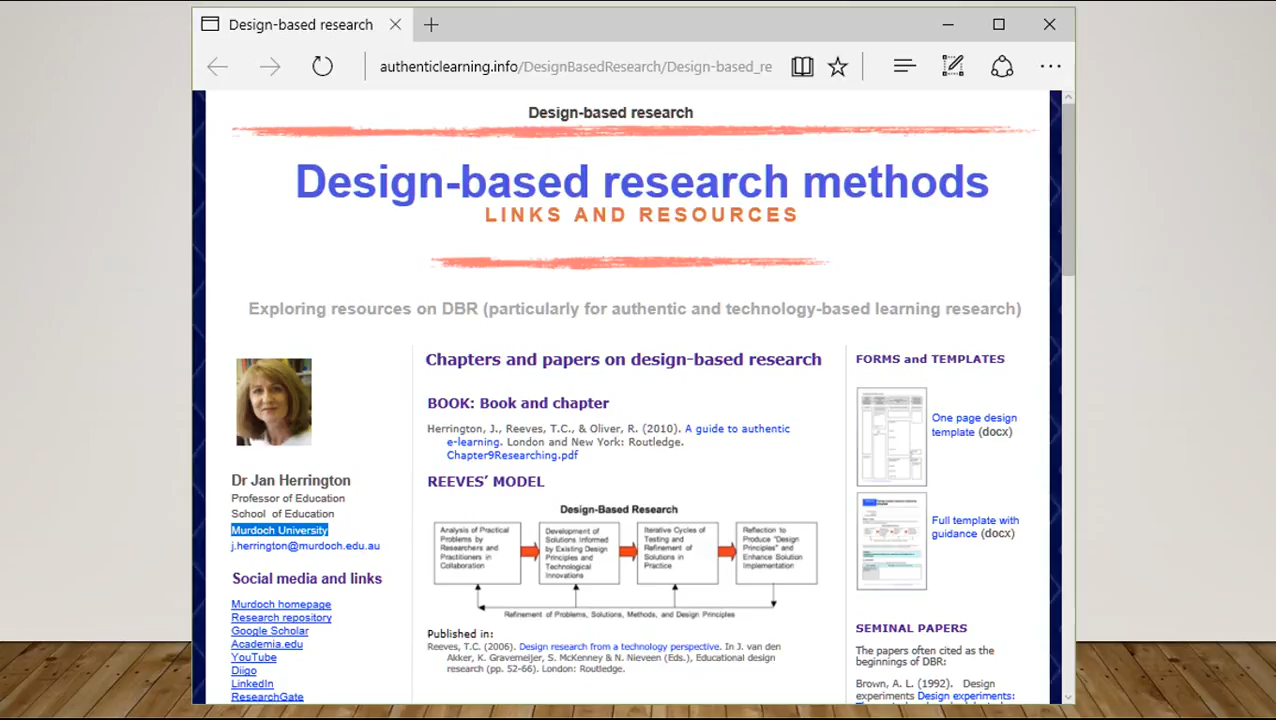 Design-based research
authenticlearning.info/DesignBasedResearch/Design-based_re
Design-based research
Design-based research methods
LINKS AND RESOURCES
Exploring resources on DBR (particularly for authentic and technology-based learning research)
Dr Jan Herrington
Professor of Education
School of Education
Murdoch University
j.herrington@murdoch.edu.au
Social media and links
Murdoch homepage
Research repository
Google Scholar
Academia.edu
YouTube
Diigo
LinkedIn
ResearchGate
Chapters and papers on design-based research
BOOK: Book and chapter
Herrington, J., Reeves, T.C., & Oliver, R. (2010). A guide to authentic
e-learning. London and New York: Routledge.
Chapter9Researching.pdf
REEVES' MODEL
Design-Based Research
Analysis of Practical
Problems by
Researchers and
Practitioners in
Collaboration
Development of
Solutions Informed
by Existing Design
Principles and
Technological
Innovations
Iterative Cycles of
Testing and
Refinement of
Solutions in
Practice
Reflection to
Produce "Design
Principles" and
Enhance Solution
Implementation
Refinement of Problems, Solutions, Methods, and Design Principles
Published in:
Reeves, T.C. (2006). Design research from a technology perspective. In J. van den
Akker, K. Gravemeijer, S. McKenney & N. Nieveen (Eds.), Educational design
research (pp. 52-66). London: Routledge.
FORMS and TEMPLATES
One page design
template (docx)
Full template with
guidance (docx)
SEMINAL PAPERS
The papers often cited as the
beginnings of DBR:
Brown, A. L. (1992). Design
experiments Design experiments: